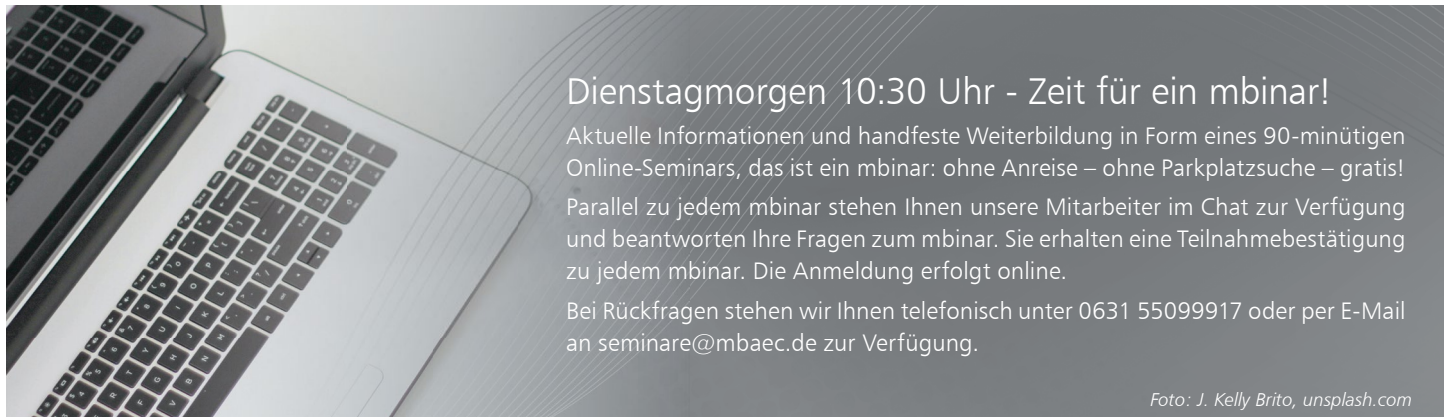 Dienstagmorgen 10:30 Uhr - Zeit für ein mbinar!
Aktuelle Informationen und handfeste Weiterbildung in Form eines 90-minütigen
Online-Seminars, das ist ein mbinar: ohne Anreise – ohne Parkplatzsuche – gratis!
Parallel zu jedem mbinar stehen Ihnen unsere Mitarbeiter im Chat zur Verfügung
und beantworten Ihre Fragen zum mbinar. Sie erhalten eine Teilnahmebestätigung
zu jedem mbinar. Die Anmeldung erfolgt online.
Bei Rückfragen stehen wir Ihnen telefonisch unter 0631 55099917 oder per E-Mail
an seminare@mbaec.de zur Verfügung.
Foto: J. Kelly Brito, unsplash.com